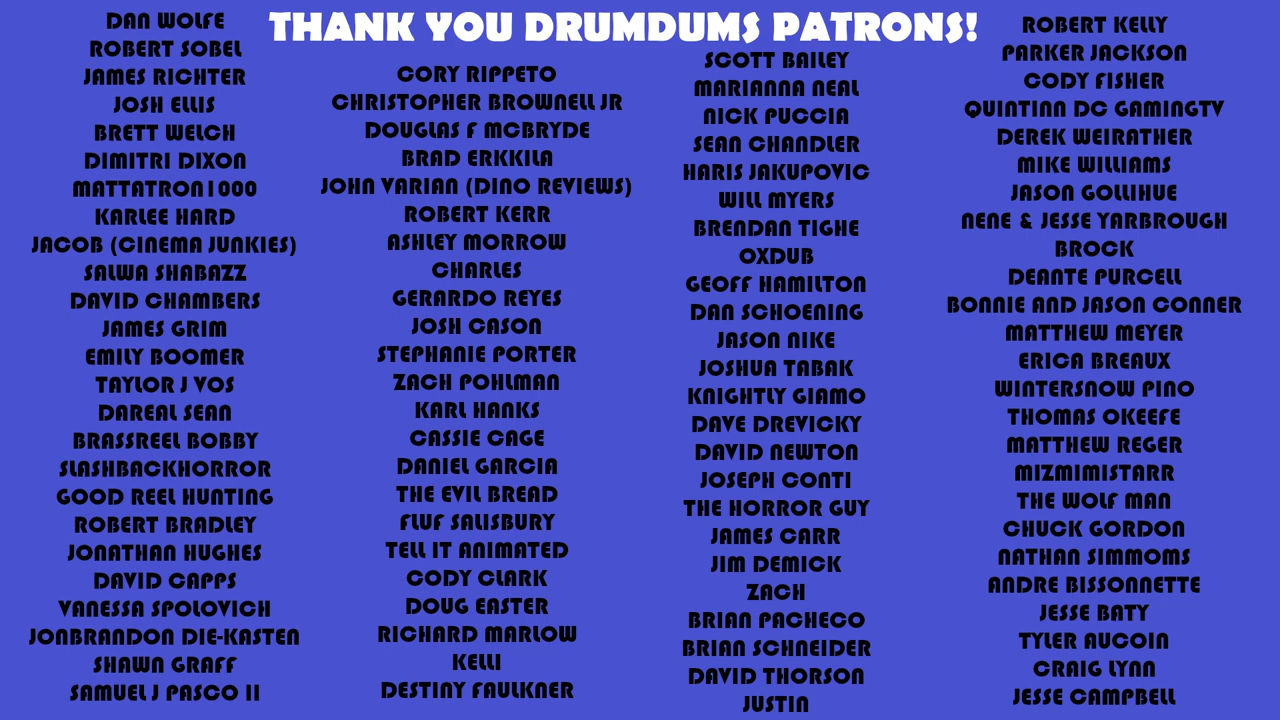 THANK YOU DRUMDUMS PATRONS!
DAN WOLFE
ROBERT SOBEL
JAMES RICHTER
JOSH ELLIS
BRETT WELCH
DIMITRI DIXON
MATTATRON1000
KARLEE HARD
JACOB (CINEMA JUNKIES)
SALWA SHABAZZ
DAVID CHAMBERS
JAMES GRIM
EMILY BOOMER
TAYLOR J VOS
DAREAL SEAN
BRASSREEL BOBBY
SLASHBACKHORROR
GOOD REEL HUNTING
ROBERT BRADLEY
JONATHAN HUGHES
DAVID CAPPS
VANESSA SPOLOVICH
JONBRANDON DIE-KASTEN
SHAWN GRAFF
SAMUEL J PASCO II
CORY RIPPETO
CHRISTOPHER BROWNELL JR
DOUGLAS F MCBRYDE
BRAD ERKKILA
JOHN VARIAN (DINO REVIEWS)
ROBERT KERR
ASHLEY MORROW
CHARLES
GERARDO REYES
JOSH CASON
STEPHANIE PORTER
ZACH POHLMAN
KARL HANKS
CASSIE CAGE
DANIEL GARCIA
THE EVIL BREAD
FLUF SALISBURY
TELL IT ANIMATED
CODY CLARK
DOUG EASTER
RICHARD MARLOW
KELLI
DESTINY FAULKNER
SCOTT BAILEY
MARIANNA NEAL
NICK PUCCIA
SEAN CHANDLER
HARIS JAKUPOVIC
WILL MYERS
BRENDAN TIGHE
OXDUB
GEOFF HAMILTON
DAN SCHOENING
JASON NIKE
JOSHUA TABAK
KNIGHTLY GIAMO
DAVE DREVICKY
DAVID NEWTON
JOSEPH CONTI
THE HORROR GUY
JAMES CARR
JIM DEMICK
ZACH
BRIAN PACHECO
BRIAN SCHNEIDER
DAVID THORSON
JUSTIN
ROBERT KELLY
PARKER JACKSON
CODY FISHER
QUINTINN DC GAMINGTV
DEREK WEIRATHER
MIKE WILLIAMS
JASON GOLLIHUE
NENE & JESSE YARBROUGH
BROCK
DEANTE PURCELL
BONNIE AND JASON CONNER
MATTHEW MEYER
ERICA BREAUX
WINTERSNOW PINO
THOMAS OKEEFE
MATTHEW REGER
MIZMIMISTARR
THE WOLF MAN
CHUCK GORDON
NATHAN SIMMOMS
ANDRE BISSONNETTE
JESSE BATY
TYLER AUCOIN
CRAIG LYNN
JESSE CAMPBELL